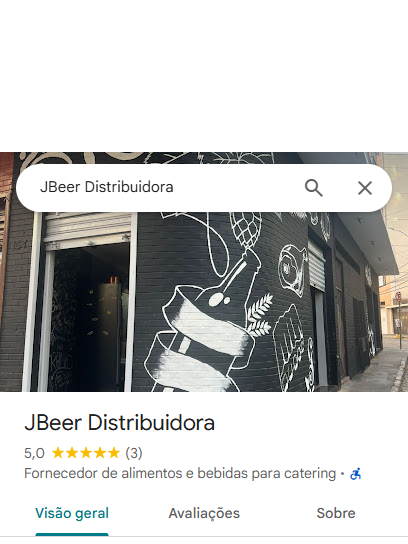 JBeer Distribuidora
JBeer Distribuidora
5,0 ★★★★★ (3)
Fornecedor de alimentos e bebidas para catering ·
Visão geral
Avaliações
Sobre